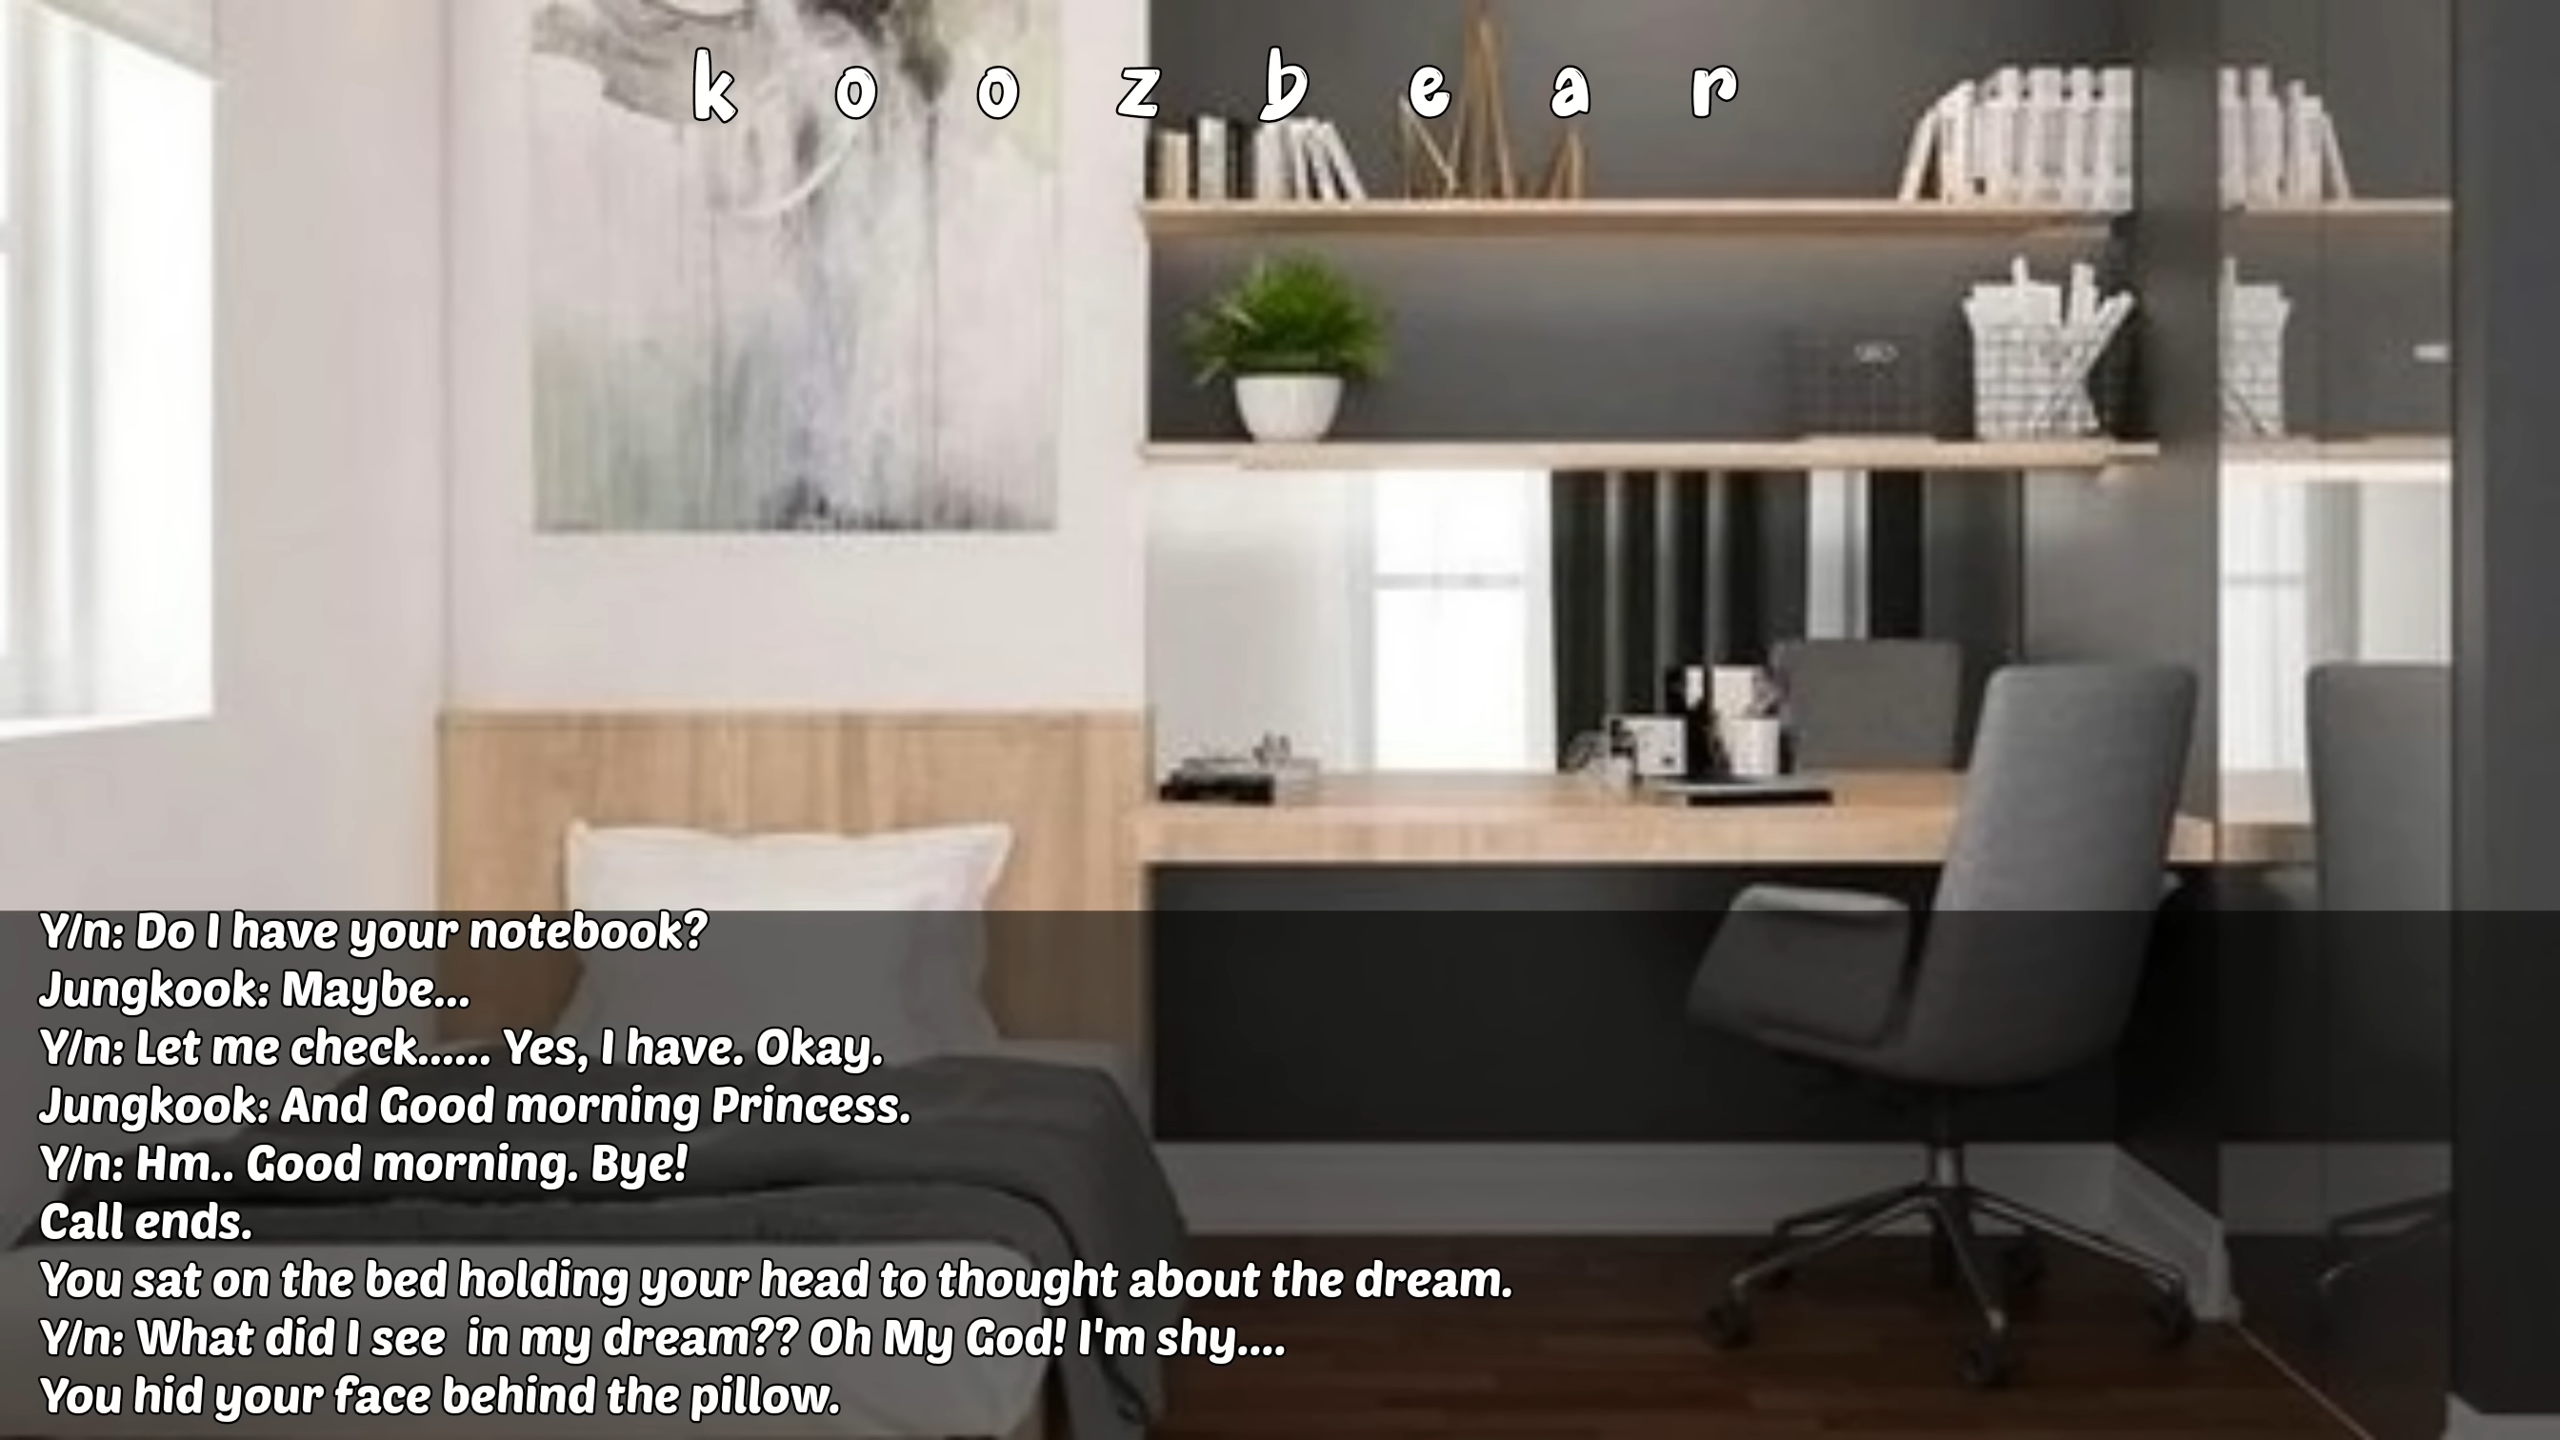 k o o z b e a r
Y/n: Do I have your notebook?
Jungkook: Maybe...
Y/n: Let me check...... Yes, I have. Okay.
Jungkook: And Good morning Princess.
Y/n: Hm.. Good morning. Bye!
Call ends.
You sat on the bed holding your head to thought about the dream.
Y/n: What did I see  in my dream?? Oh My God! I'm shy....
You hid your face behind the pillow.